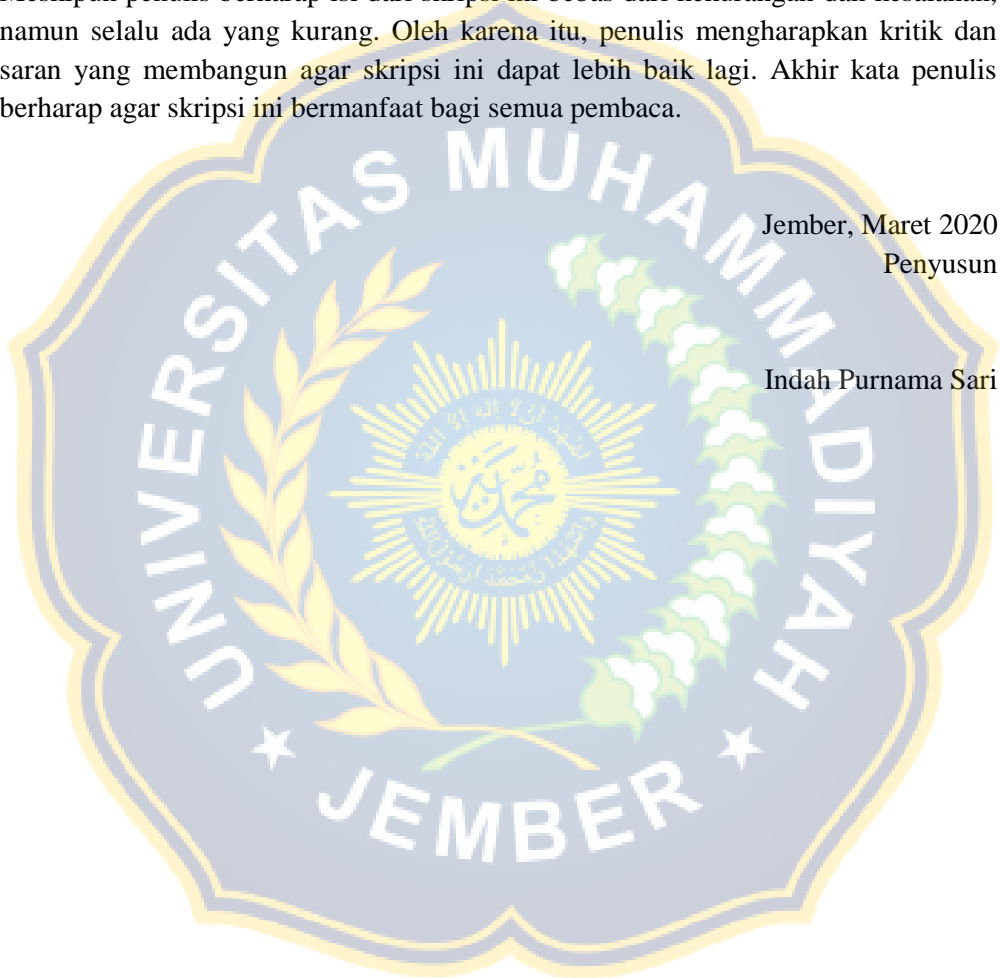 Meskipun penulis berharap isi dari skripsi ini bebas dari kekurangan dan kesalahan,
namun selalu ada yang kurang. Oleh karena itu, penulis mengharapkan kritik dan
saran yang membangun agar skripsi ini dapat lebih baik lagi. Akhir kata penulis
berharap agar skripsi ini bermanfaat bagi semua pembaca.
UNIVERSITAS MUHAMMADIYAH
Jember, Maret 2020
Penyusun
Indah Purnama Sari
محمد
JEMBER